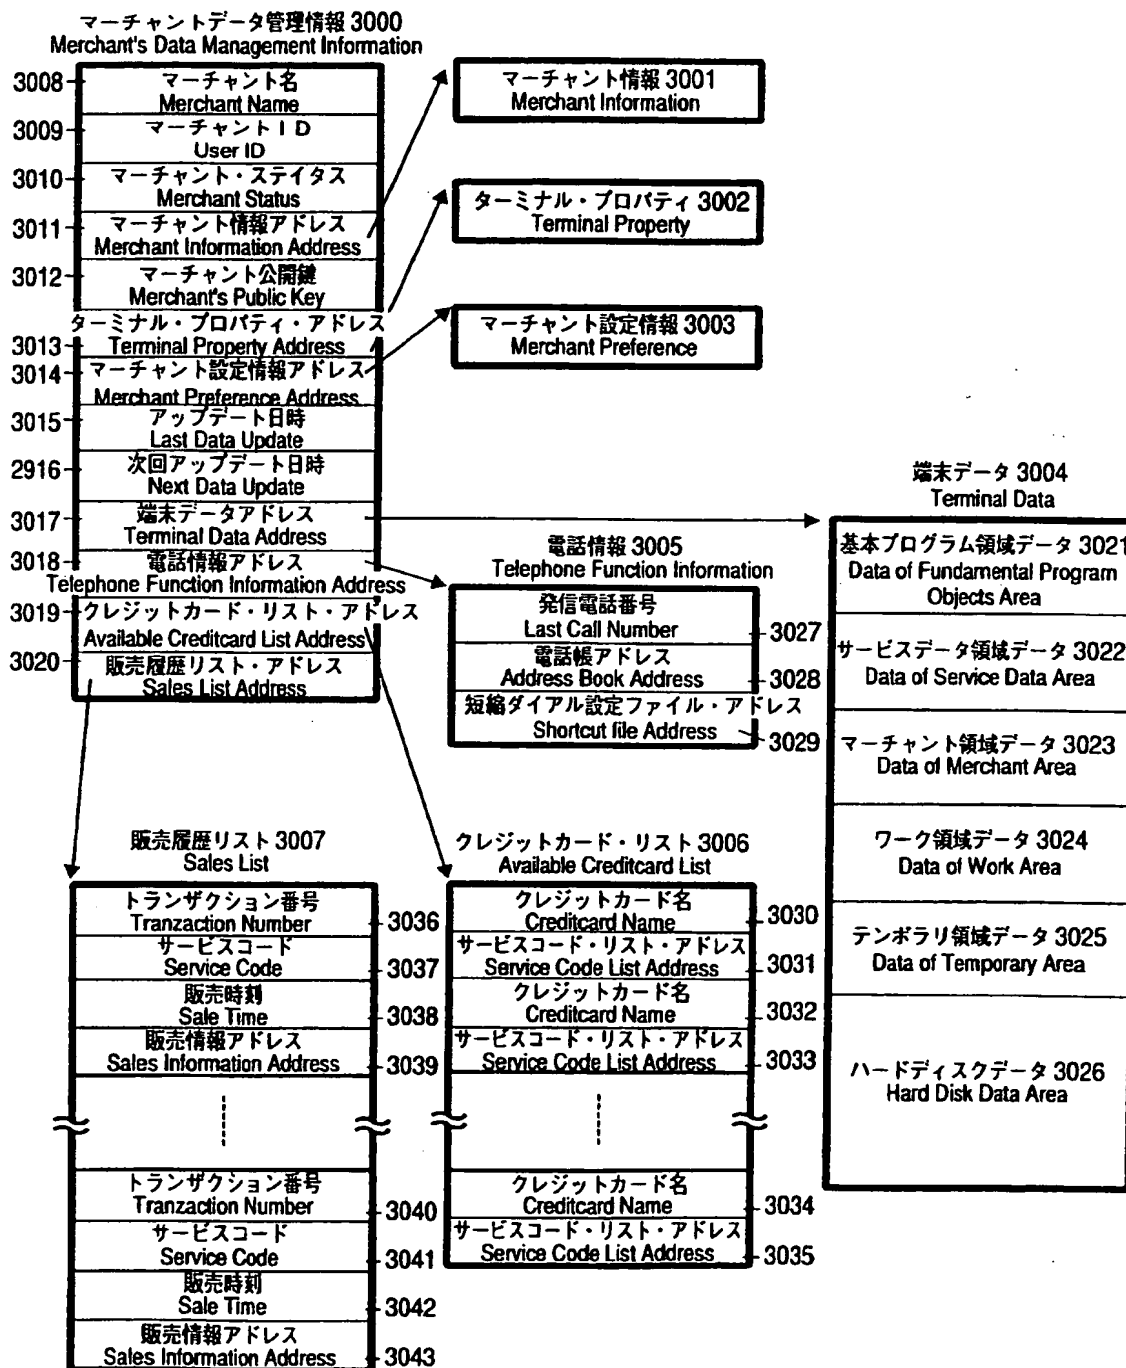 マーチャントデータ管理情報 3000
Merchant's Data Management Information
3008
マーチャント名
Merchant Name
3009
マーチャントID
User ID
3010
マーチャント・ステイタス
Merchant Status
3011
マーチャント情報アドレス
Merchant Information Address
3012
マーチャント公開鍵
Merchant's Public Key
ターミナル・プロパティ・アドレス
3013
Terminal Property Address
3014
マーチャント設定情報アドレス
Merchant Preference Address
3015
アップデート日時
Last Data Update
2916
次回アップデート日時
Next Data Update
3017
端末データアドレス
Terminal Data Address
3018
電話情報アドレス
Telephone Function Information Address
3019
クレジットカード・リスト・アドレス
Available Creditcard List Address
3020
販売履歴リスト・アドレス
Sales List Address
マーチャント情報 3001
Merchant Information
ターミナル・プロパティ 3002
Terminal Property
マーチャント設定情報 3003
Merchant Preference
端末データ 3004
Terminal Data
基本プログラム領域データ 3021
Data of Fundamental Program
Objects Area
サービスデータ領域データ 3022
Data of Service Data Area
マーチャント領域データ 3023
Data of Merchant Area
ワーク領域データ 3024
Data of Work Area
テンポラリ領域データ 3025
Data of Temporary Area
ハードディスクデータ 3026
Hard Disk Data Area
電話情報 3005
Telephone Function Information
発信電話番号
Last Call Number
3027
電話帳アドレス
Address Book Address
3028
短縮ダイアル設定ファイル・アドレス
Shortcut file Address
3029
販売履歴リスト 3007
Sales List
トランザクション番号
Tranzaction Number
3036
サービスコード
Service Code
3037
販売時刻
Sale Time
3038
販売情報アドレス
Sales Information Address
3039
トランザクション番号
Tranzaction Number
3040
サービスコード
Service Code
3041
販売時刻
Sale Time
3042
販売情報アドレス
Sales Information Address
3043
クレジットカード・リスト 3006
Available Creditcard List
クレジットカード名
Creditcard Name
3030
サービスコード・リスト・アドレス
Service Code List Address
3031
クレジットカード名
Creditcard Name
3032
サービスコード・リスト・アドレス
Service Code List Address
3033
クレジットカード名
Creditcard Name
3034
サービスコード・リスト・アドレス
Service Code List Address
3035